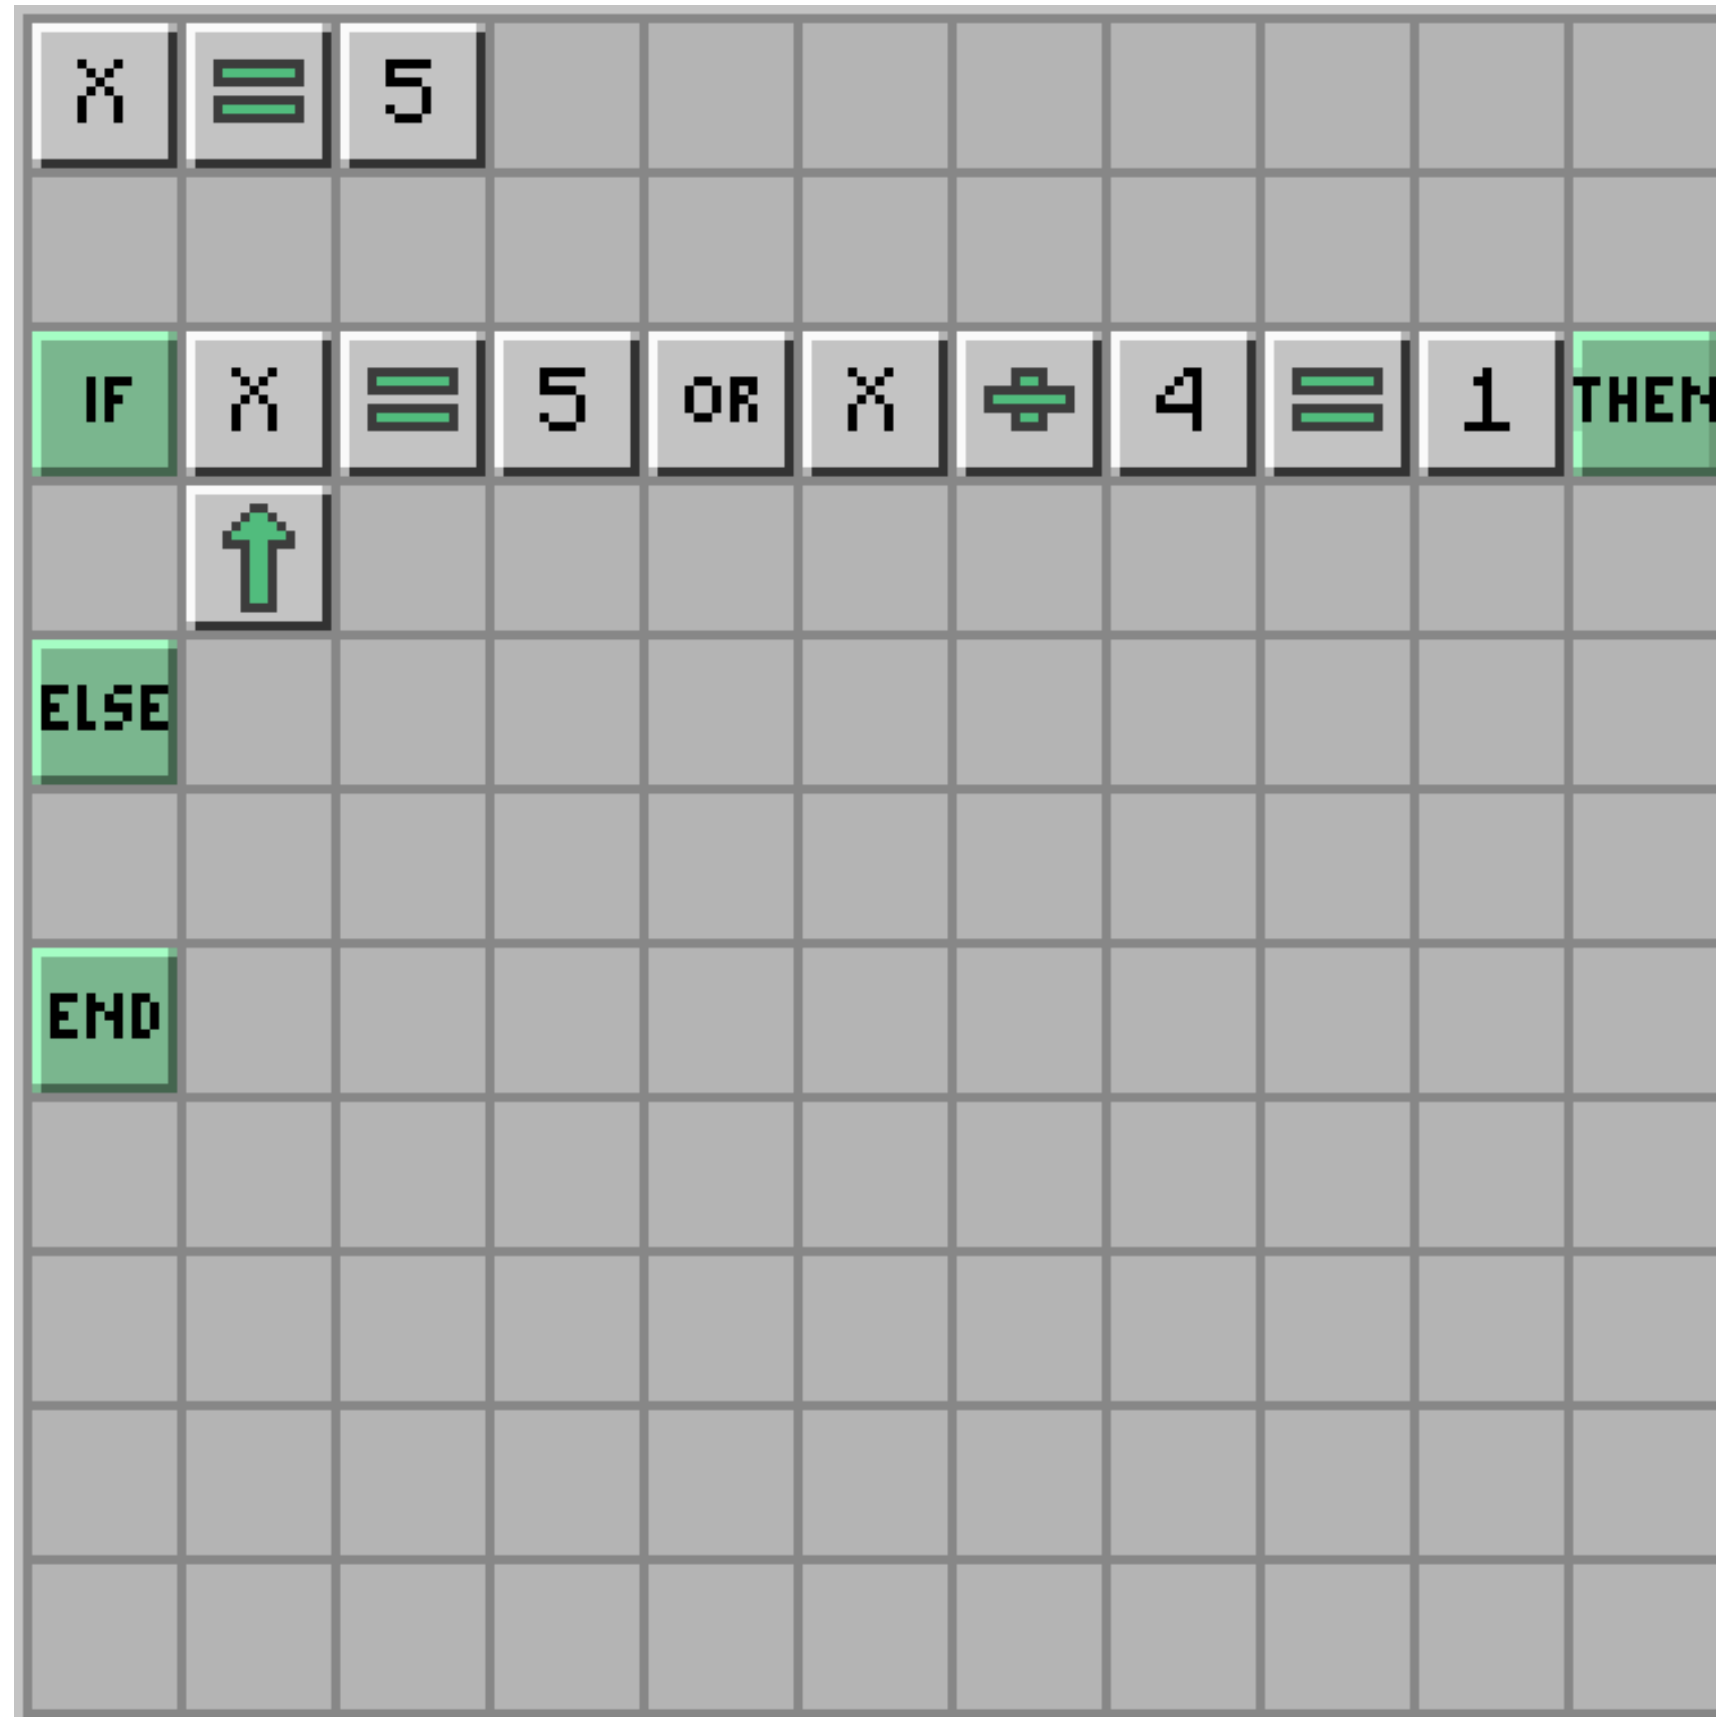 X = 5
IF X = 5 OR X ÷ 4 = 1 THEN
↑
ELSE
END